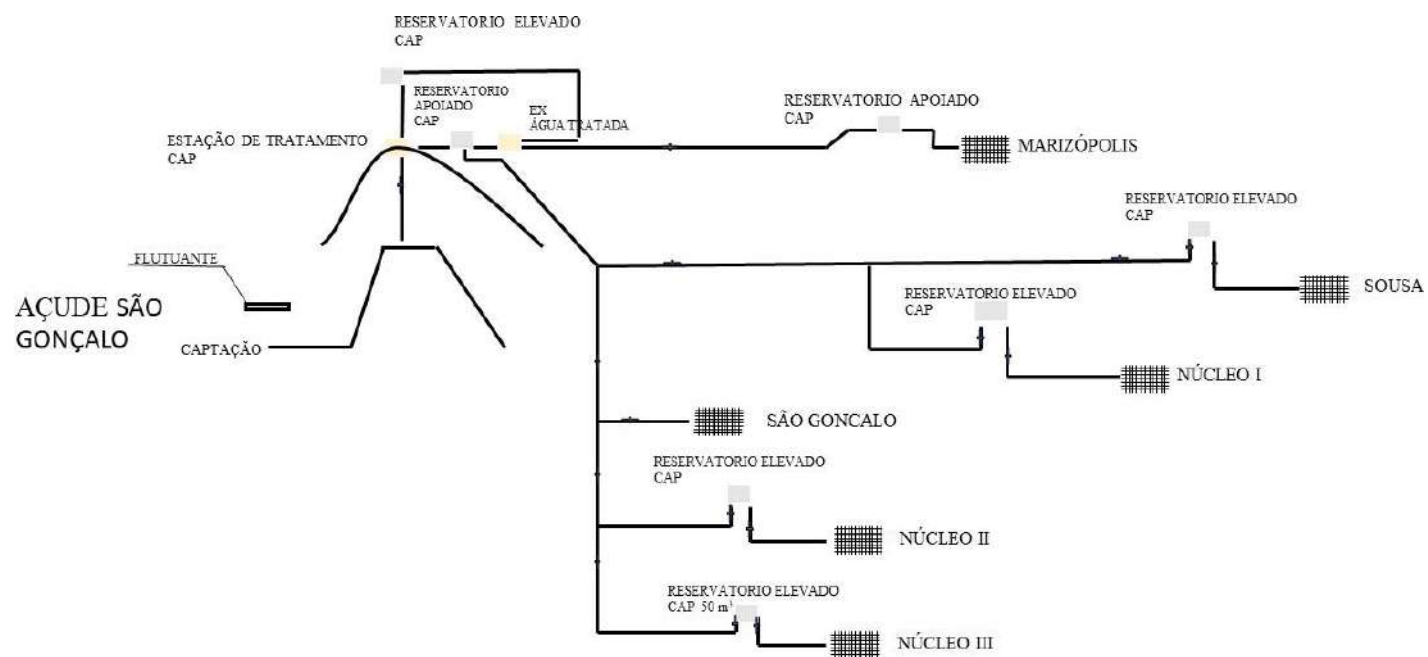 RESERVATORIO ELEVADO
CAP
RESERVATORIO
APOIADO
CAP
EX
ÁGUA TRATADA
RESERVATORIO APOIADO
CAP
ESTAÇÃO DE TRATAMENTO
CAP
MARIZÓPOLIS
RESERVATORIO ELEVADO
CAP
FLUTUANTE
AÇUDE SÃO
GONÇALO
CAPTAÇÃO
SOUSA
RESERVATORIO ELEVADO
CAP
NÚCLEO I
SÃO GONCALO
RESERVATORIO ELEVADO
CAP
NÚCLEO II
RESERVATORIO ELEVADO
CAP 50 m³
NÚCLEO III